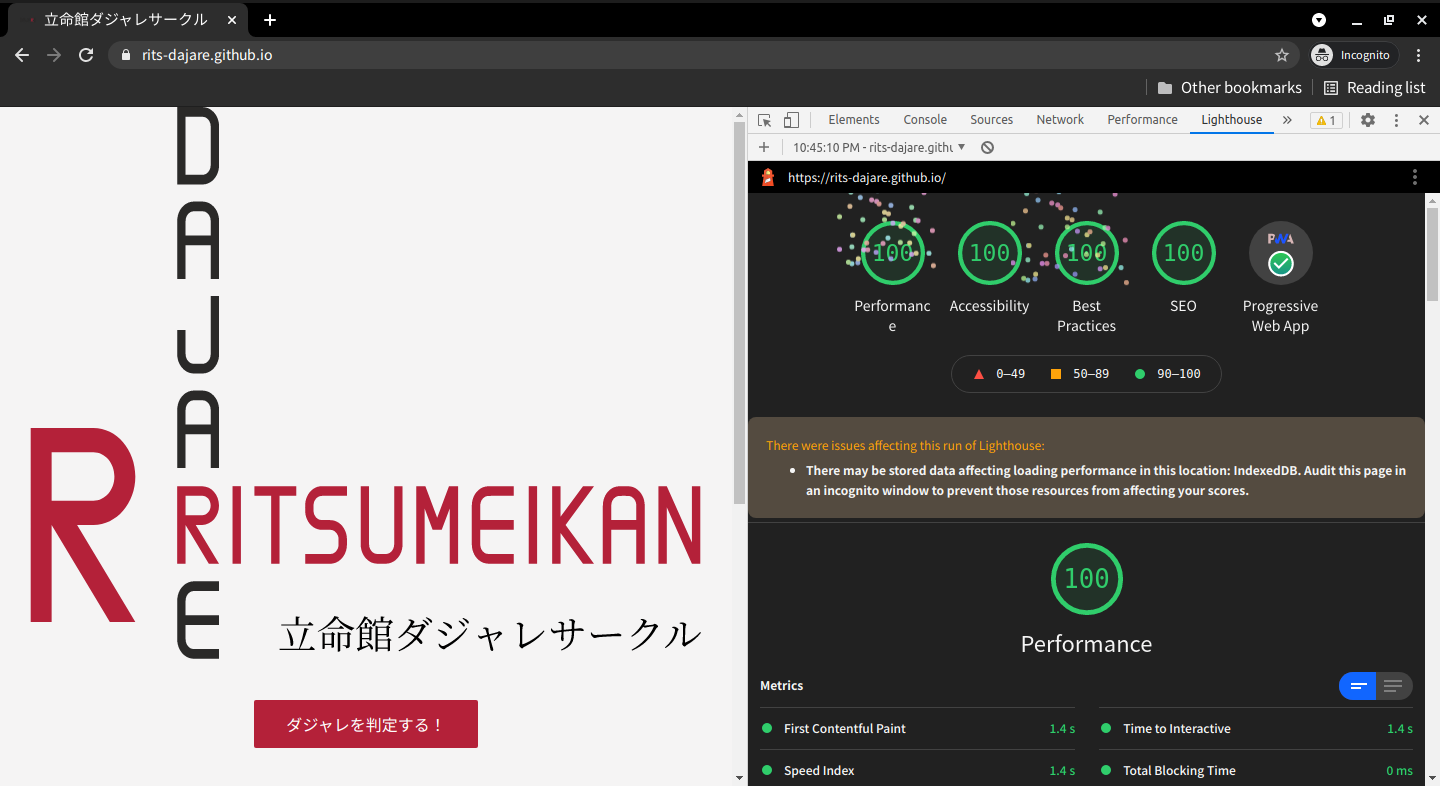 立命館ダジャレサークル
rits-dajare.github.io
Incognito
Other bookmarks
Reading list
DAJARE
R
RITSUMEIKAN
立命館ダジャレサークル
ダジャレを判定する！
Elements Console Sources Network Performance Lighthouse » 1
10:45:10 PM - rits-dajare.githu
https://rits-dajare.github.io/
100 100 100 100 PWA
Performanc Accessibility Best SEO Progressive
e Practices Web App
0–49 50–89 90–100
There were issues affecting this run of Lighthouse:
• There may be stored data affecting loading performance in this location: IndexedDB. Audit this page in
an incognito window to prevent those resources from affecting your scores.
100
Performance
Metrics
First Contentful Paint 1.4 s Time to Interactive 1.4 s
Speed Index 1.4 s Total Blocking Time 0 ms